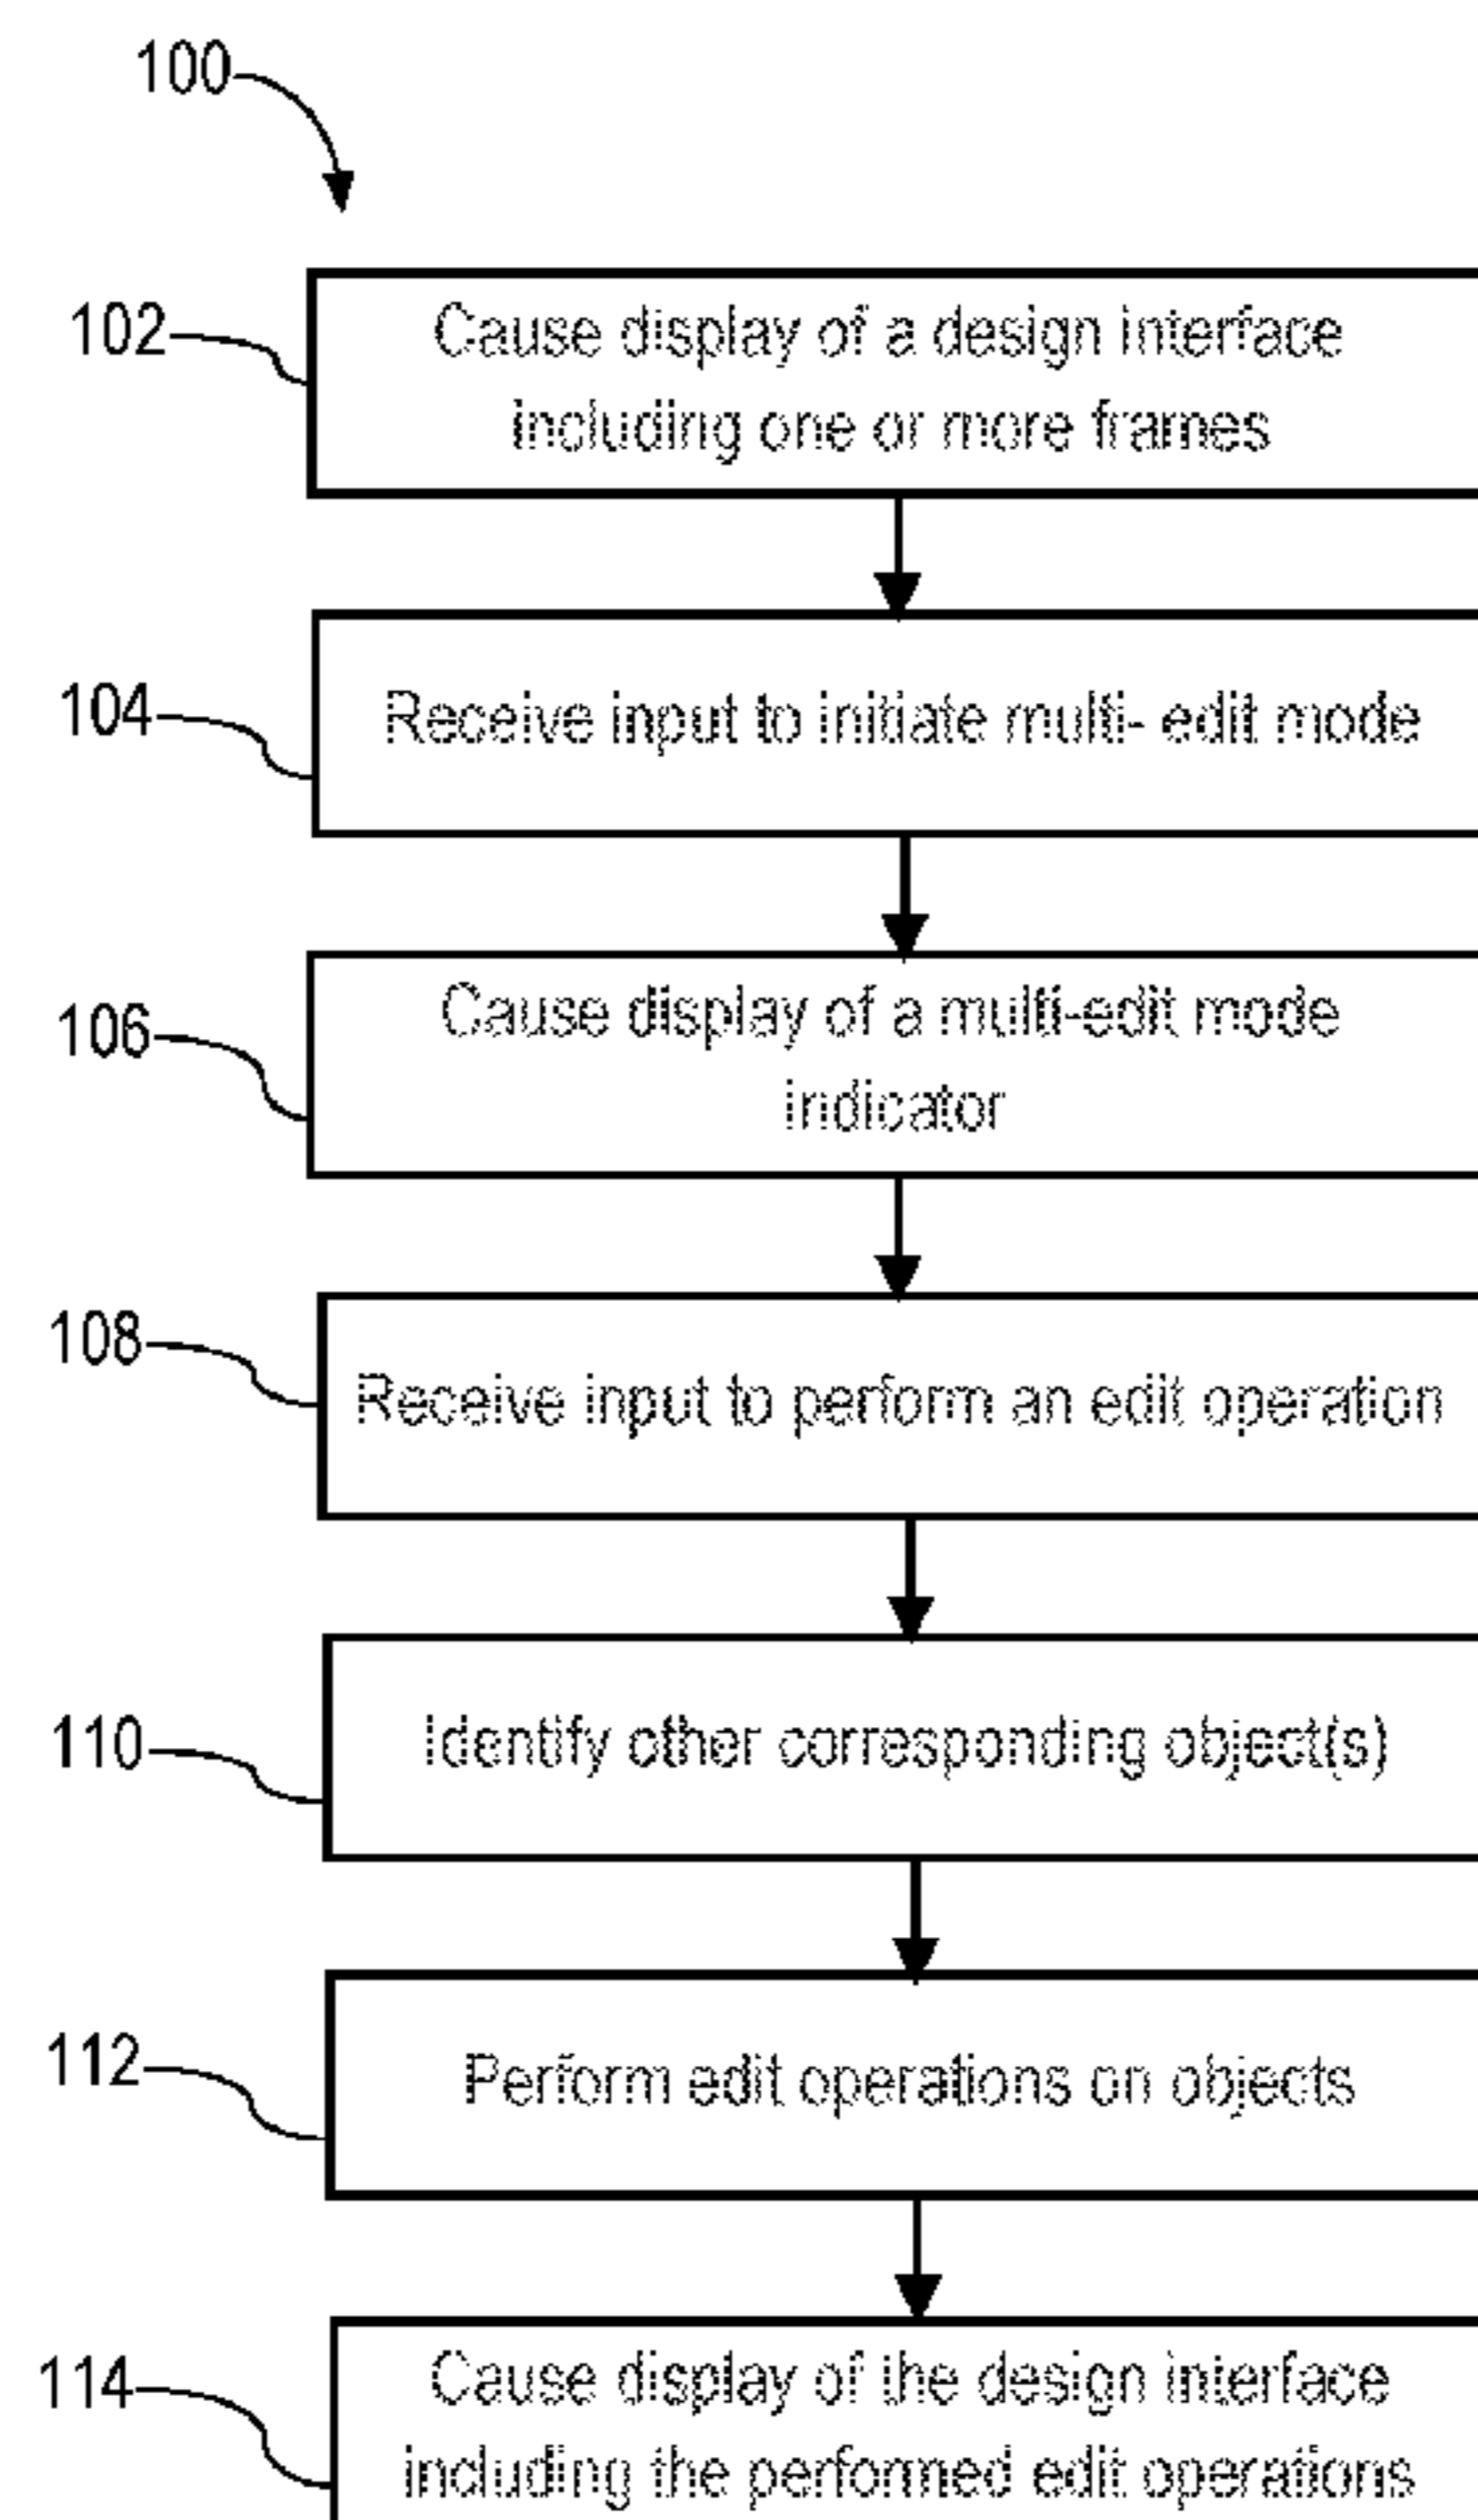 100
102
Cause display of a design interface
including one or more frames
104
Receive input to initiate multi- edit mode
106
Cause display of a multi-edit mode
indicator
108
Receive input to perform an edit operation
110
Identify other corresponding object(s)
112
Perform edit operations on objects
114
Cause display of the design interface
including the performed edit operations